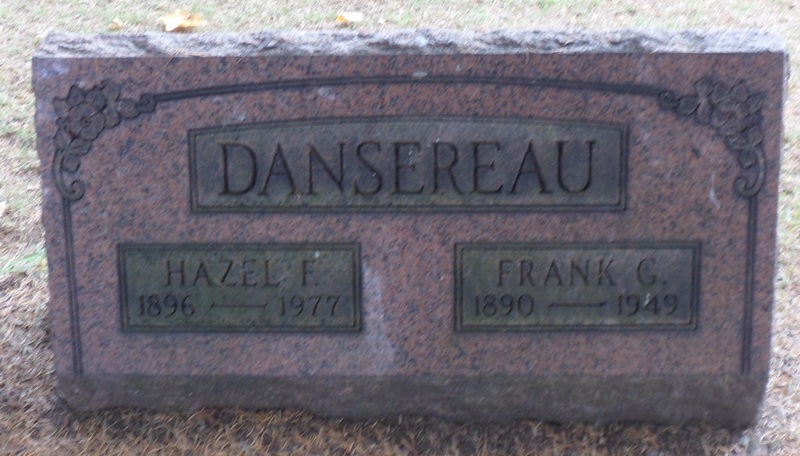 DANSEREAU
HAZEL F.
1896 — 1977
FRANK G.
1890 — 1949